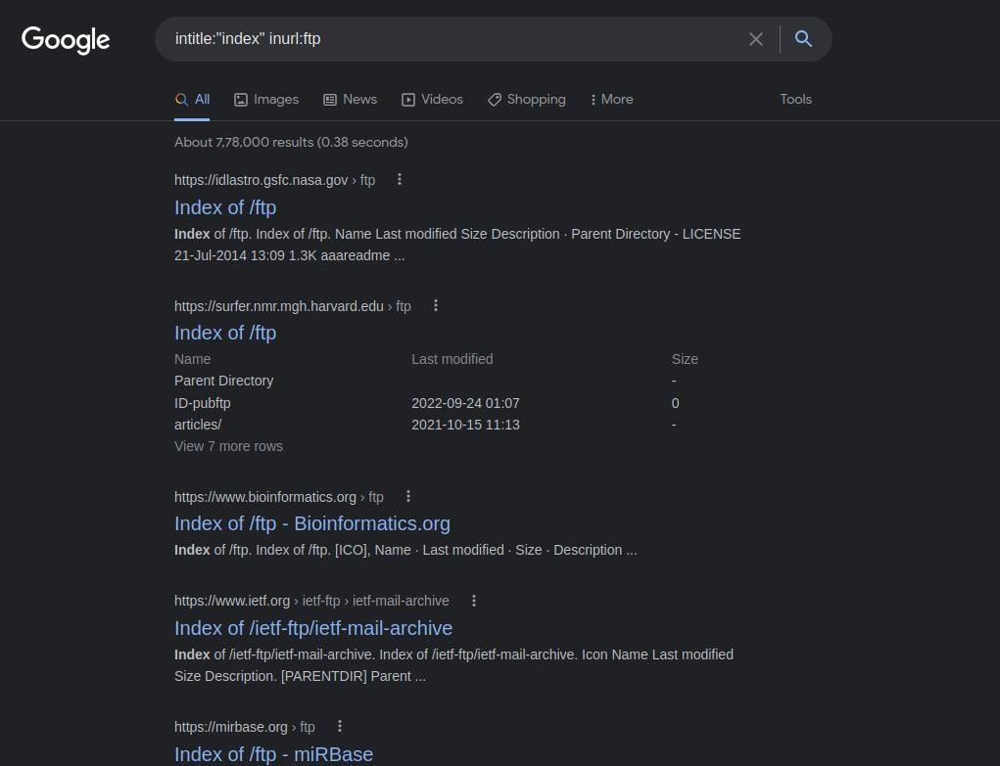 Google
intitle:"index" inurl:ftp
All Images News Videos Shopping More Tools
About 7,78,000 results (0.38 seconds)
https://idlastro.gsfc.nasa.gov › ftp
Index of /ftp
Index of /ftp. Index of /ftp. Name Last modified Size Description · Parent Directory - LICENSE
21-Jul-2014 13:09 1.3K aaareadme ...
https://surfer.nmr.mgh.harvard.edu › ftp
Index of /ftp
Name Last modified Size
Parent Directory -
ID-pubftp 2022-09-24 01:07 0
articles/ 2021-10-15 11:13 -
View 7 more rows
https://www.bioinformatics.org › ftp
Index of /ftp - Bioinformatics.org
Index of /ftp. Index of /ftp. [ICO], Name · Last modified · Size · Description ...
https://www.ietf.org › ietf-ftp › ietf-mail-archive
Index of /ietf-ftp/ietf-mail-archive
Index of /ietf-ftp/ietf-mail-archive. Index of /ietf-ftp/ietf-mail-archive. Icon Name Last modified
Size Description. [PARENTDIR] Parent ...
https://mirbase.org › ftp
Index of /ftp - miRBase